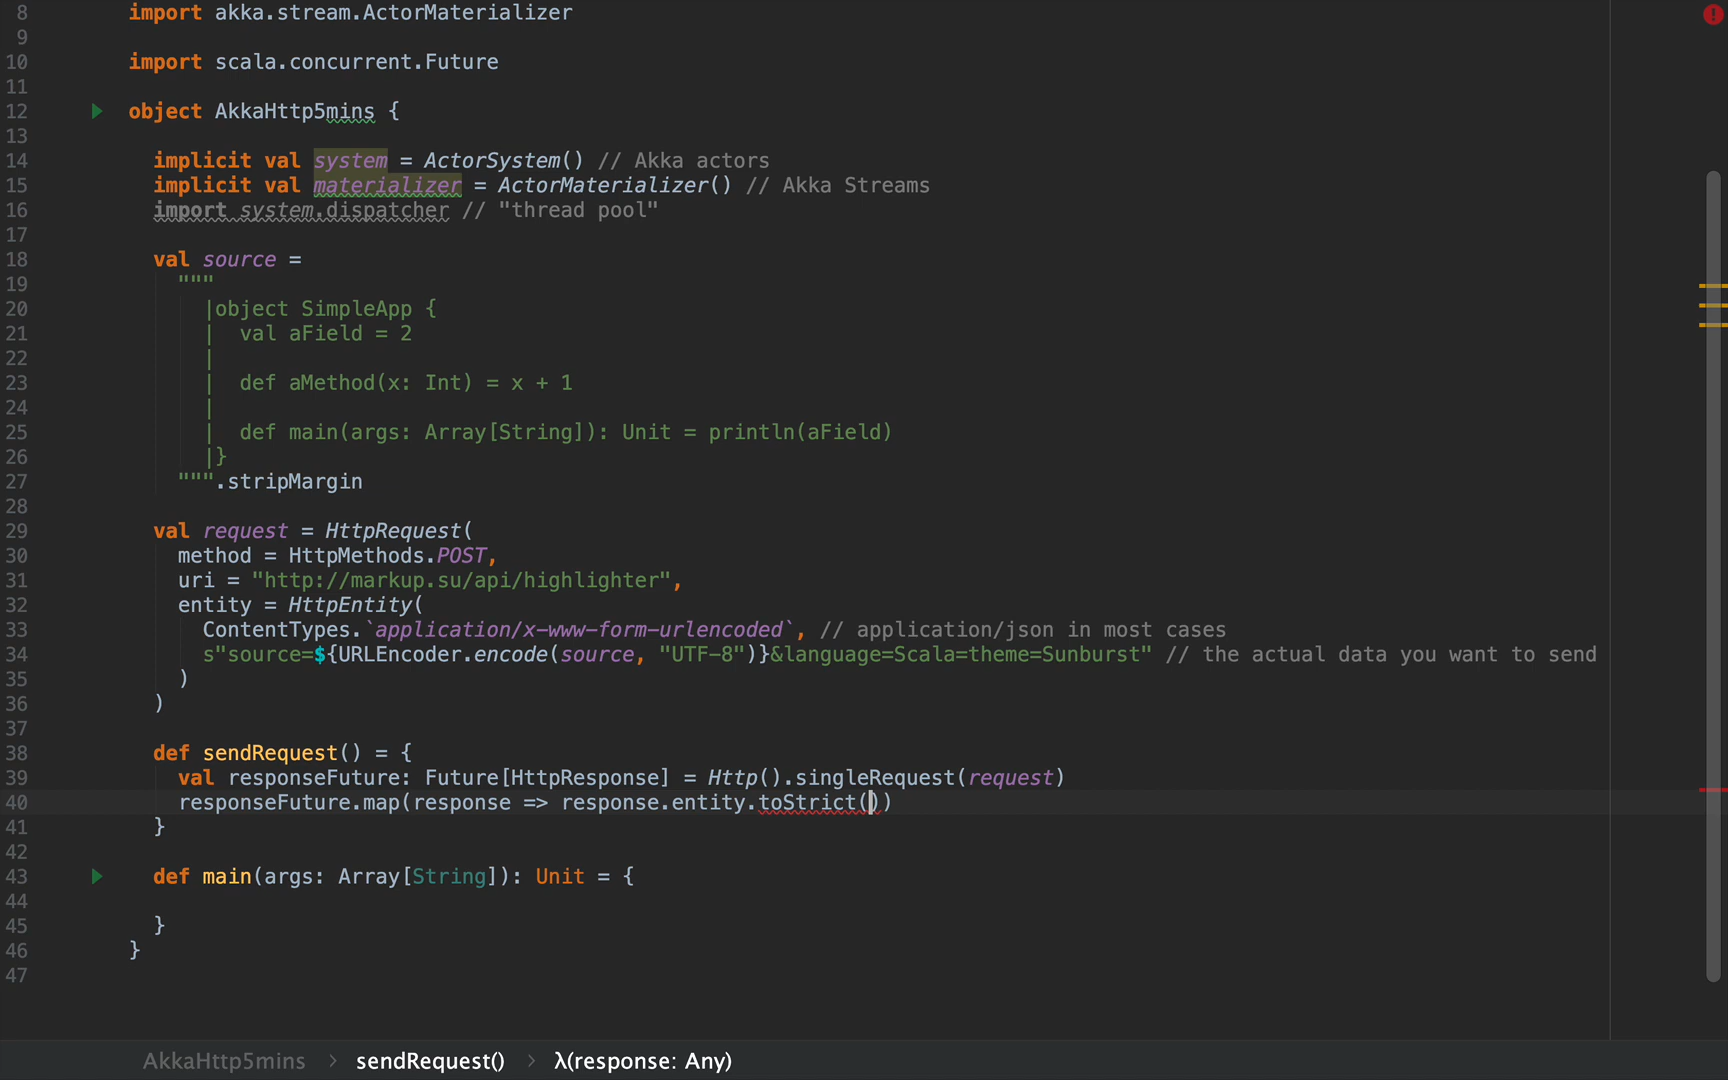 8 import akka.stream.ActorMaterializer
9
10 import scala.concurrent.Future
11
12 object AkkaHttp5mins {
13
14 implicit val system = ActorSystem() // Akka actors
15 implicit val materializer = ActorMaterializer() // Akka Streams
16 import system.dispatcher // "thread pool"
17
18 val source =
19 """
20 |object SimpleApp {
21 |  val aField = 2
22 |
23 |  def aMethod(x: Int) = x + 1
24 |
25 |  def main(args: Array[String]): Unit = println(aField)
26 |}
27 """.stripMargin
28
29 val request = HttpRequest(
30 method = HttpMethods.POST,
31 uri = "http://markup.su/api/highlighter",
32 entity = HttpEntity(
33 ContentTypes.`application/x-www-form-urlencoded`, // application/json in most cases
34 s"source=${URLEncoder.encode(source, "UTF-8")}&language=Scala=theme=Sunburst" // the actual data you want to send
35 )
36 )
37
38 def sendRequest() = {
39 val responseFuture: Future[HttpResponse] = Http().singleRequest(request)
40 responseFuture.map(response => response.entity.toStrict())
41 }
42
43 def main(args: Array[String]): Unit = {
44
45 }
46 }
47
AkkaHttp5mins > sendRequest() > λ(response: Any)